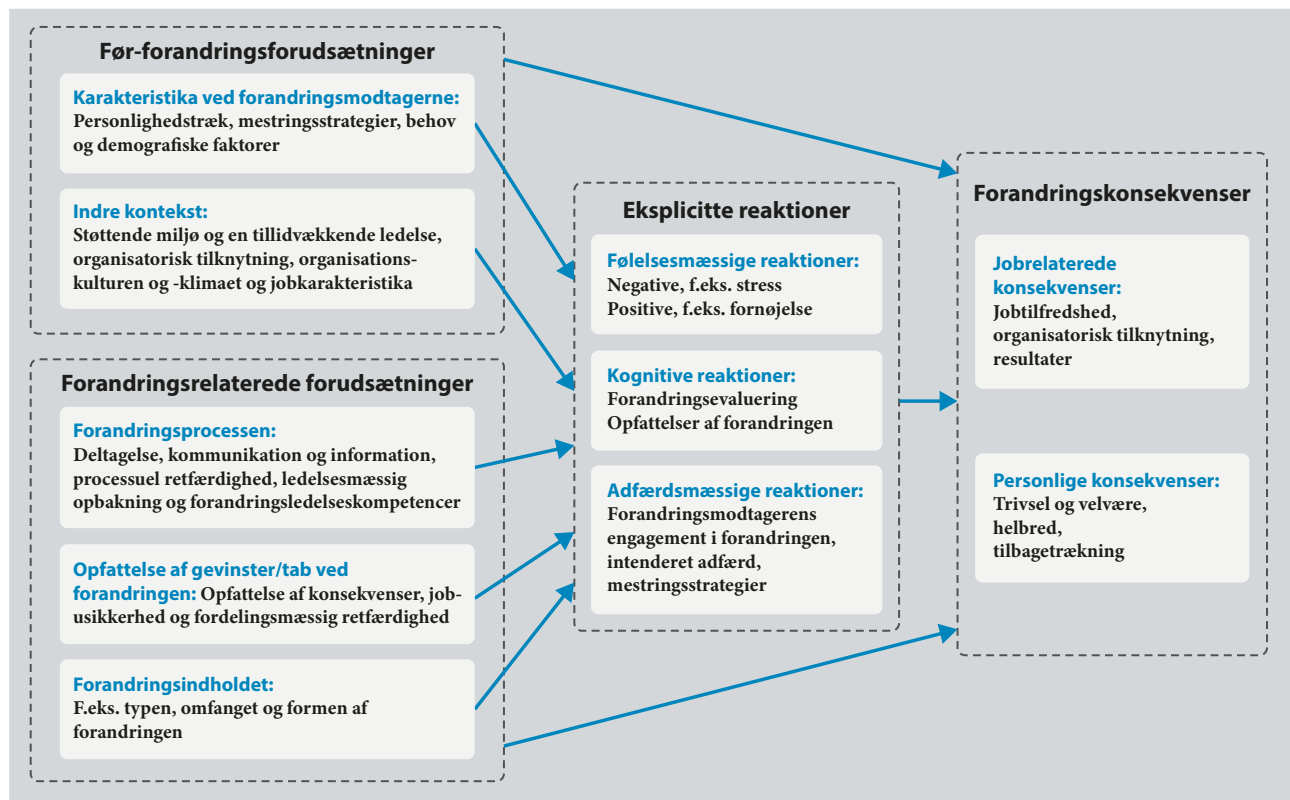 Før-forandringsforudsætninger
Karakteristika ved forandringsmodtagerne:
Personlighedstræk, mestringsstrategier, behov
og demografiske faktorer
Indre kontekst:
Støttende miljø og en tillidvækkende ledelse,
organisatorisk tilknytning, organisations-
kulturen og -klimaet og jobkarakteristika
Forandringsrelaterede forudsætninger
Forandringsprocessen:
Deltagelse, kommunikation og information,
processuel retfærdighed, ledelsesmæssig
opbakning og forandringsledelseskompetencer
Opfattelse af gevinster/tab ved
forandringen: Opfattelse af konsekvenser, job-
usikkerhed og fordelingsmæssig retfærdighed
Forandringsindholdet:
F.eks. typen, omfanget og formen af
forandringen
Eksplicitte reaktioner
Følelsesmæssige reaktioner:
Negative, f.eks. stress
Positive, f.eks. fornøjelse
Kognitive reaktioner:
Forandringsevaluering
Opfattelser af forandringen
Adfærdsmæssige reaktioner:
Forandringsmodtagerens
engagement i forandringen,
intenderet adfærd,
mestringsstrategier
Forandringskonsekvenser
Jobrelaterede
konsekvenser:
Jobtilfredshed,
organisatorisk tilknytning,
resultater
Personlige konsekvenser:
Trivsel og velvære,
helbred,
tilbagetrækning